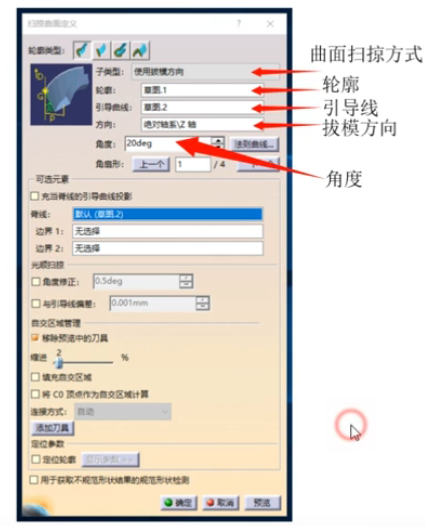 扫掠曲面定义 ? ×
轮廓类型:
子类型: 使用拔模方向
轮廓: 草图.1
引导曲线: 草图.2
方向: 绝对轴系\Z 轴
角度: 20deg 法则曲线...
角扇形: 上一个 1 / 4
可选元素
充当脊线的引导曲线投影
脊线: 默认 (草图.2)
边界 1: 无选择
边界 2: 无选择
光顺扫掠
角度修正: 0.5deg
与引导线偏差: 0.001mm
自交区域管理
移除预览中的刀具
缩进 2 %
填充自交区域
将 C0 顶点作为自交区域计算
连接方式: 自动
添加刀具
定位参数
定位轮廓 显示参数 >>
用于获取不规范形状结果的规范形状检测
确定 取消 预览
曲面扫掠方式
轮廓
引导线
拔模方向
角度